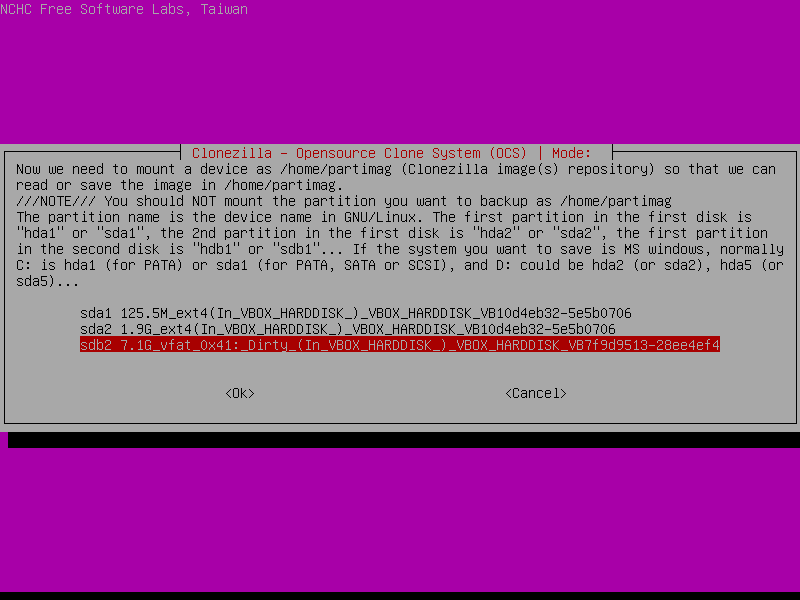 NCHC Free Software Labs, Taiwan
Clonezilla - Opensource Clone System (OCS) | Mode:
Now we need to mount a device as /home/partimag (Clonezilla image(s) repository) so that we can
read or save the image in /home/partimag.
///NOTE/// You should NOT mount the partition you want to backup as /home/partimag
The partition name is the device name in GNU/Linux. The first partition in the first disk is
"hda1" or "sda1", the 2nd partition in the first disk is "hda2" or "sda2", the first partition
in the second disk is "hdb1" or "sdb1"... If the system you want to save is MS windows, normally
C: is hda1 (for PATA) or sda1 (for PATA, SATA or SCSI), and D: could be hda2 (or sda2), hda5 (or
sda5)...
sda1 125.5M_ext4(In_VBOX_HARDDISK_)_VBOX_HARDDISK_VB10d4eb32-5e5b0706
sda2 1.9G_ext4(In_VBOX_HARDDISK_)_VBOX_HARDDISK_VB10d4eb32-5e5b0706
sdb2 7.1G_vfat_0x41:_Dirty_(In_VBOX_HARDDISK_)_VBOX_HARDDISK_VB7f9d9513-28ee4ef4
<Ok> <Cancel>